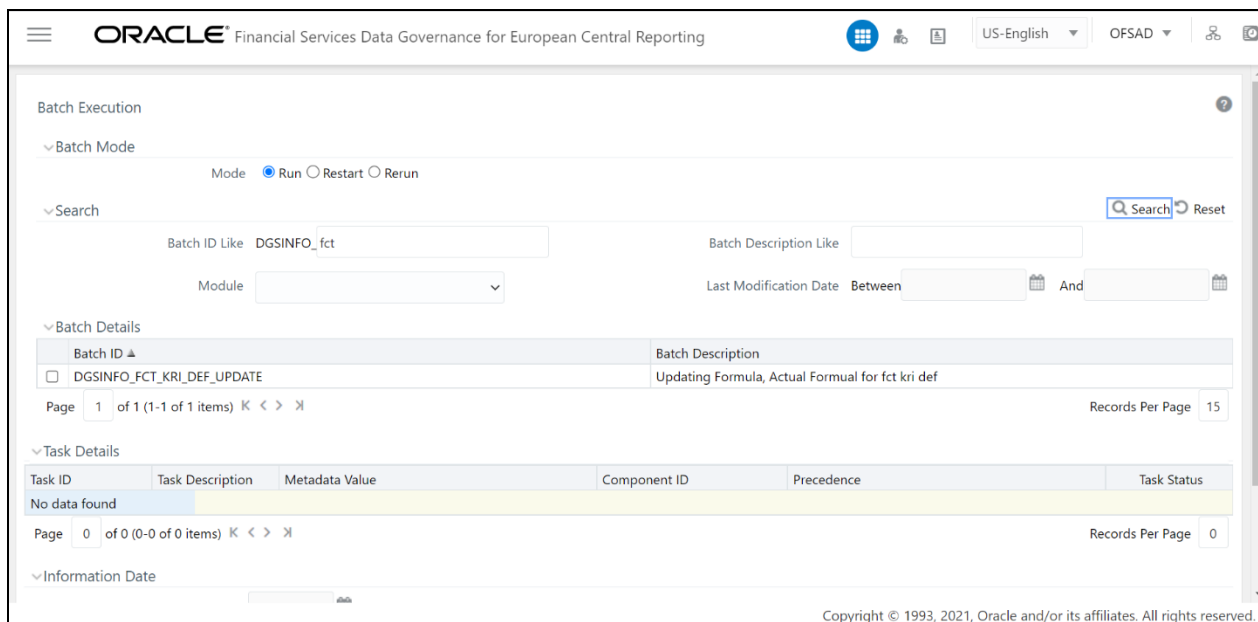 ORACLE® Financial Services Data Governance for European Central Reporting US-English OFSAD
Batch Execution
Batch Mode
Mode Run Restart Rerun
Search Search Reset
Batch ID Like DGSINFO_ fct Batch Description Like
Module Last Modification Date Between And
Batch Details
Batch ID Batch Description
DGSINFO_FCT_KRI_DEF_UPDATE Updating Formula, Actual Formual for fct kri def
Page 1 of 1 (1-1 of 1 items) Records Per Page 15
Task Details
Task ID Task Description Metadata Value Component ID Precedence Task Status
No data found
Page 0 of 0 (0-0 of 0 items) Records Per Page 0
Information Date
Copyright © 1993, 2021, Oracle and/or its affiliates. All rights reserved.